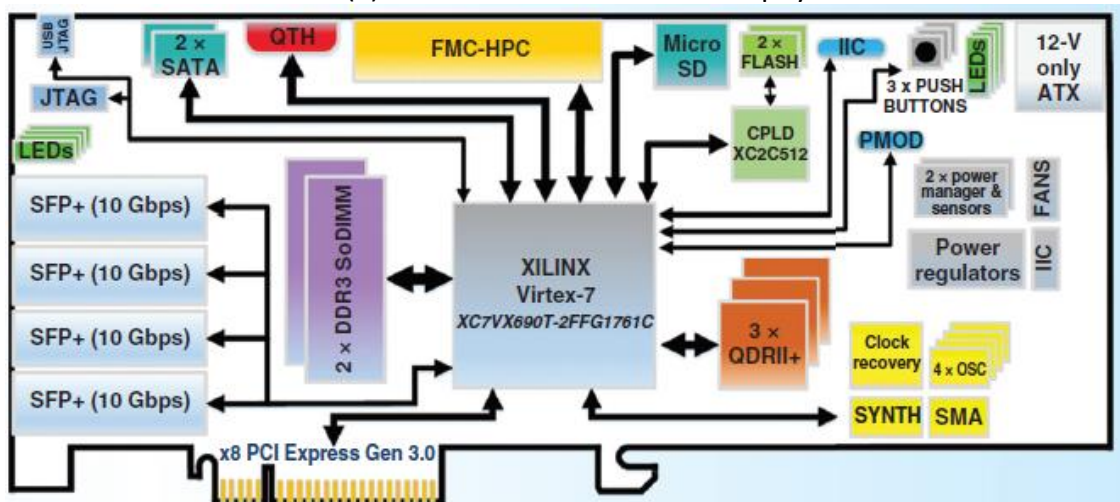 USB
JTAG
JTAG
LEDs
2 ×
SATA
QTH
FMC-HPC
Micro
SD
2 ×
FLASH
IIC
3 x PUSH
BUTTONS
LEDs
12-V
only
ATX
CPLD
XC2C512
PMOD
2 × power
manager &
sensors
FANS
Power
regulators
IIC
SFP+ (10 Gbps)
SFP+ (10 Gbps)
SFP+ (10 Gbps)
SFP+ (10 Gbps)
2 × DDR3 SoDIMM
XILINX
Virtex-7
XC7VX690T-2FFG1761C
3 ×
QDRII+
Clock
recovery
4 × OSC
SYNTH
SMA
x8 PCI Express Gen 3.0